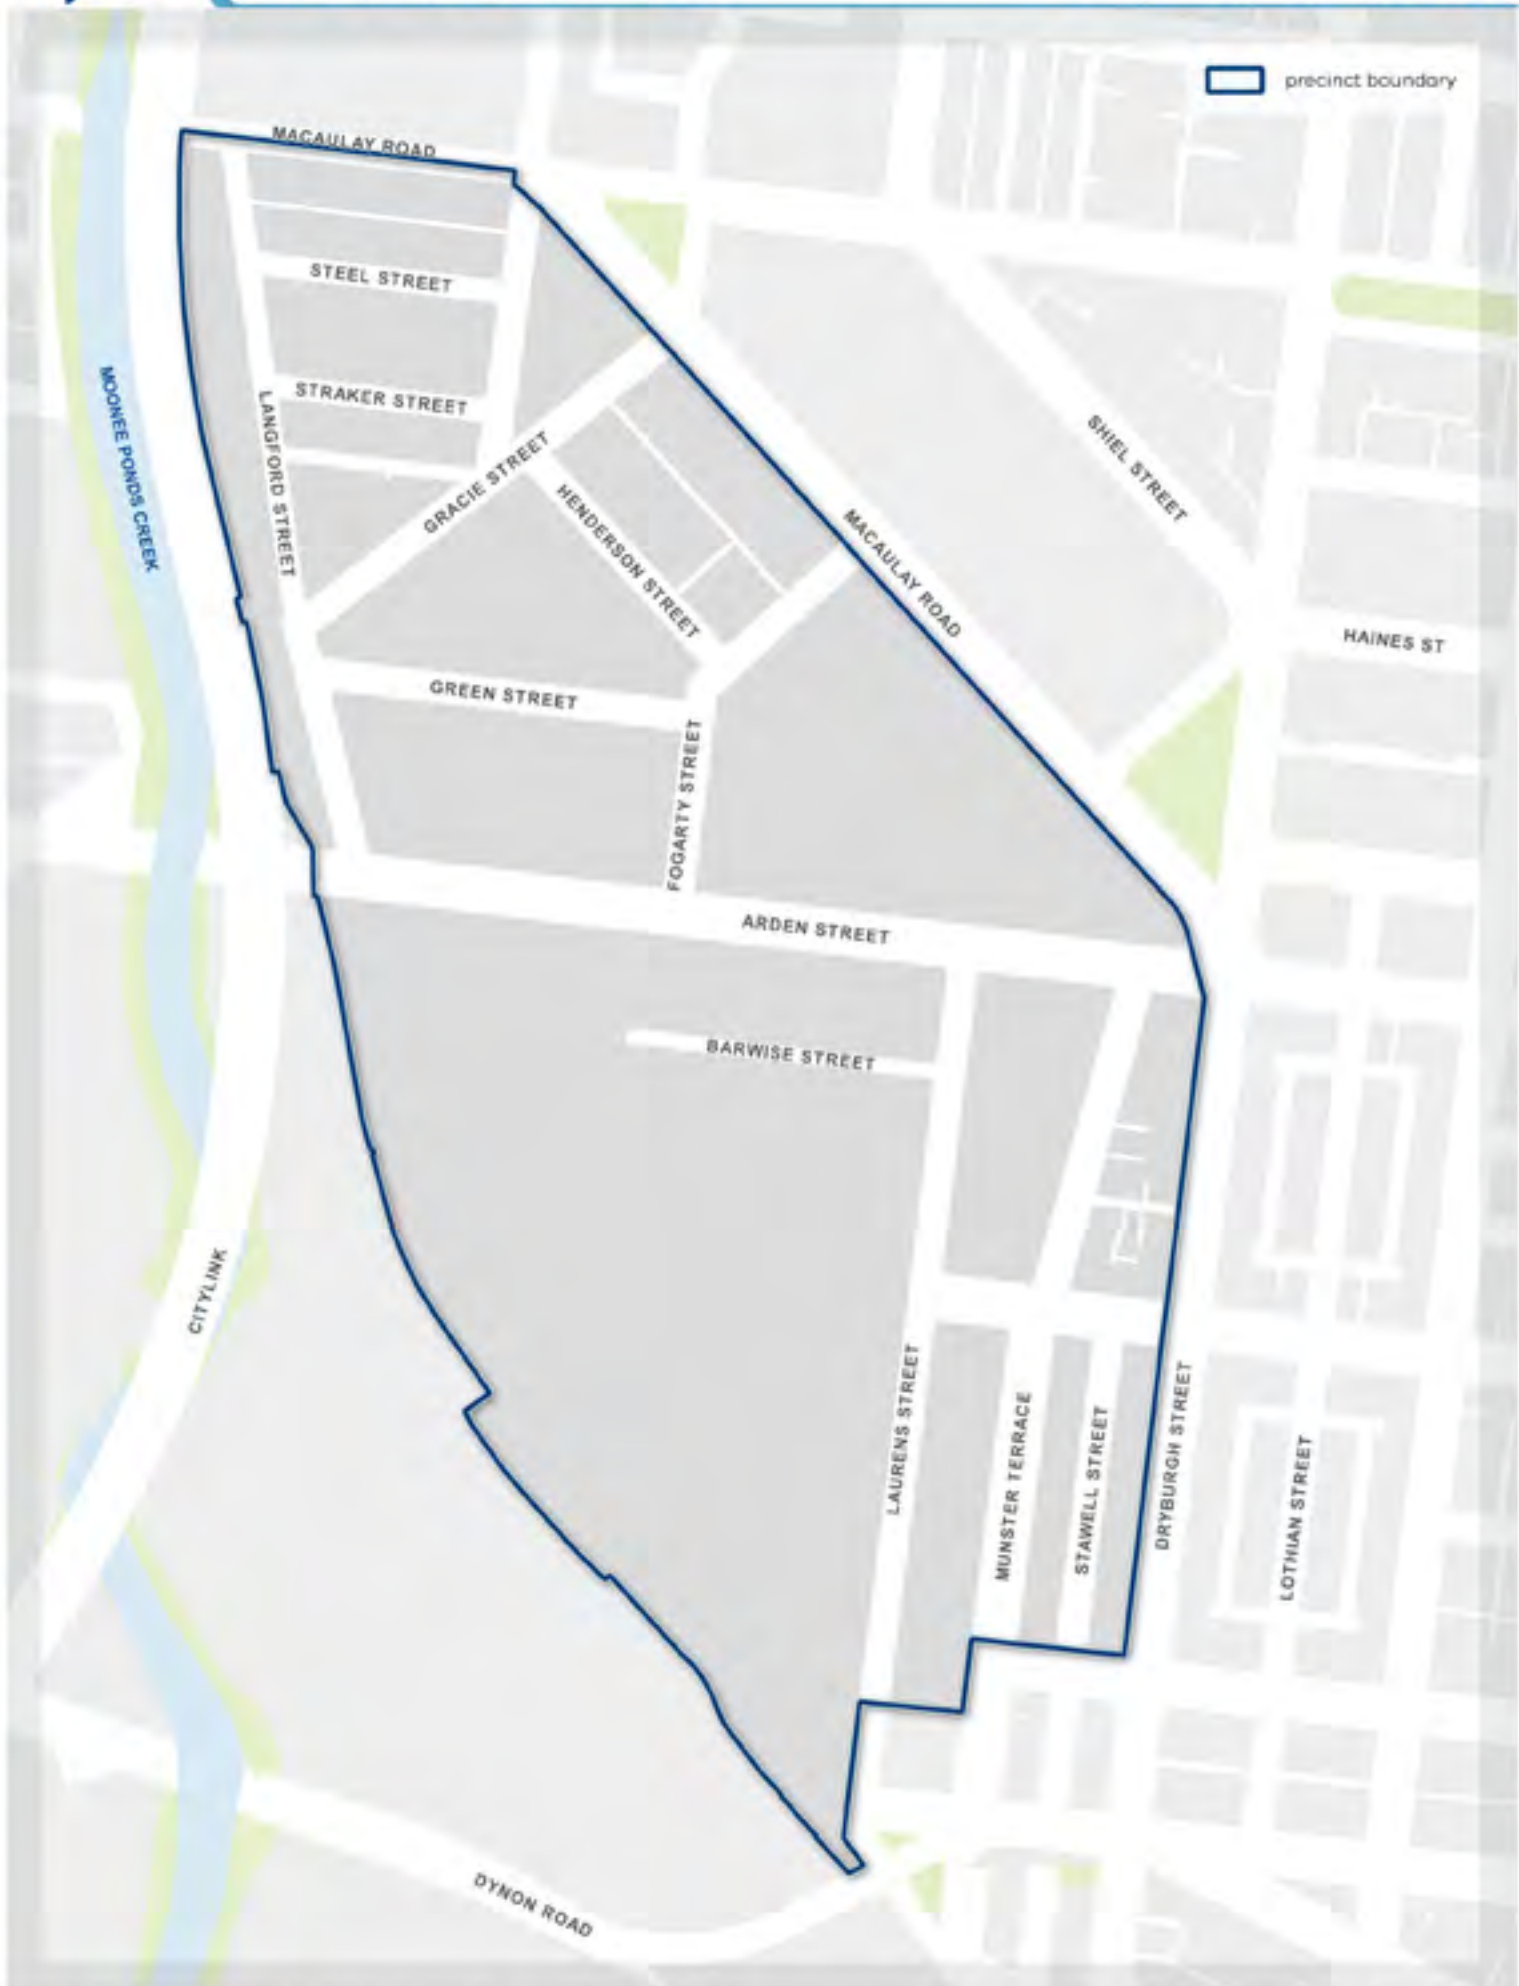 precinct boundary
MACAULAY ROAD
STEEL STREET
STRAKER STREET
LANGFORD STREET
MOONEE PONDS CREEK
GRACIE STREET
HENDERSON STREET
SHIEL STREET
MACAULAY ROAD
HAINES ST
GREEN STREET
FOGARTY STREET
ARDEN STREET
BARWISE STREET
CITYLINK
LAURENS STREET
MUNSTER TERRACE
STAWELL STREET
DRYBURGH STREET
LOTHIAN STREET
DYNON ROAD